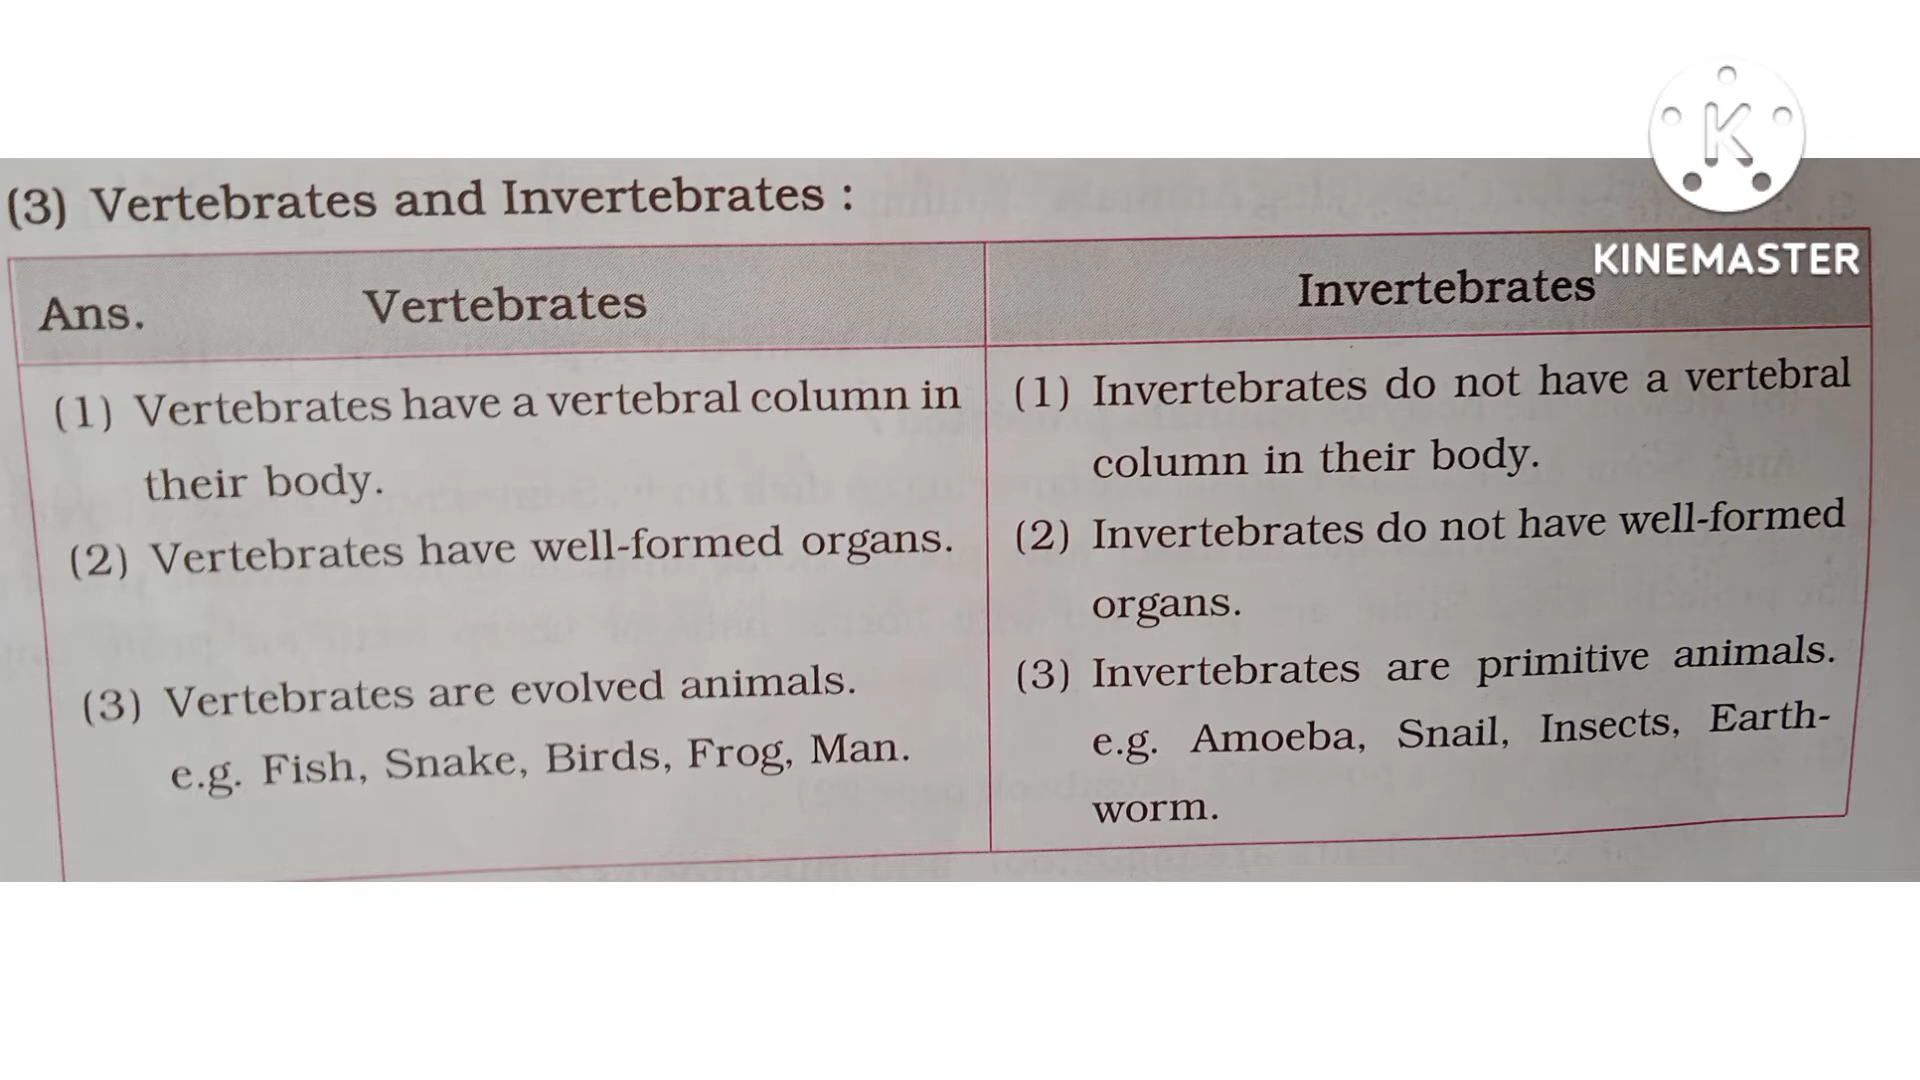 (3) Vertebrates and Invertebrates :
KINEMASTER
Ans. Vertebrates
Invertebrates
(1) Vertebrates have a vertebral column in
their body.
(2) Vertebrates have well-formed organs.
(3) Vertebrates are evolved animals.
e.g. Fish, Snake, Birds, Frog, Man.
(1) Invertebrates do not have a vertebral
column in their body.
(2) Invertebrates do not have well-formed
organs.
(3) Invertebrates are primitive animals.
e.g. Amoeba, Snail, Insects, Earth-
worm.